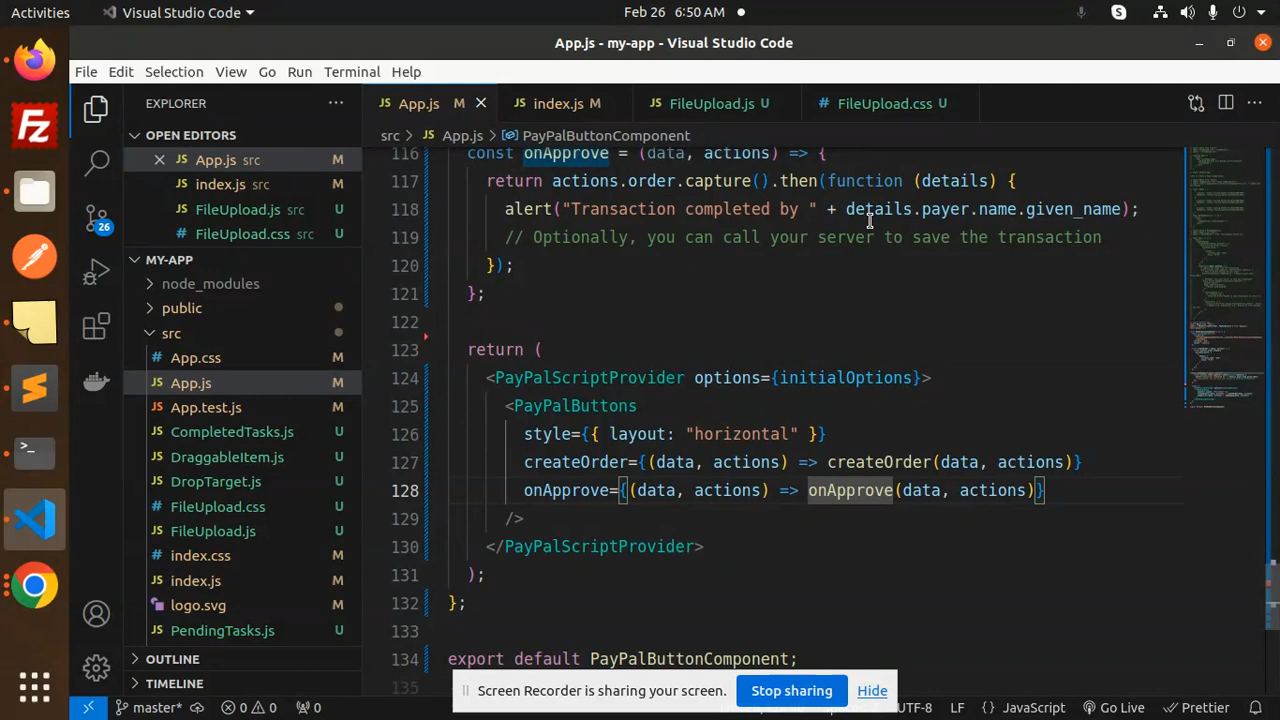 Activities
Visual Studio Code
Feb 26 6:50 AM
App.js - my-app - Visual Studio Code
File Edit Selection View Go Run Terminal Help
EXPLORER
OPEN EDITORS
App.js src M
index.js src M
FileUpload.js src U
FileUpload.css src U
MY-APP
node_modules
public
src
App.css M
App.js M
App.test.js M
CompletedTasks.js U
DraggableItem.js U
DropTarget.js U
FileUpload.css U
FileUpload.js U
index.css M
index.js M
logo.svg M
PendingTasks.js U
OUTLINE
TIMELINE
26
App.js M
index.js M
FileUpload.js U
FileUpload.css U
src > App.js > PayPalButtonComponent
116 const onApprove = (data, actions) => {
117 return actions.order.capture().then(function (details) {
118 alert("Transaction completed by " + details.payer.name.given_name);
119 // Optionally, you can call your server to save the transaction
120 });
121 };
122
123 return (
124 <PayPalScriptProvider options={initialOptions}>
125 <PayPalButtons
126 style={{ layout: "horizontal" }}
127 createOrder={(data, actions) => createOrder(data, actions)}
128 onApprove={(data, actions) => onApprove(data, actions)}
129 />
130 </PayPalScriptProvider>
131 );
132 };
133
134 export default PayPalButtonComponent;
135
Screen Recorder is sharing your screen. Stop sharing Hide
master* 0 0 0 UTF-8 LF {} JavaScript Go Live Prettier